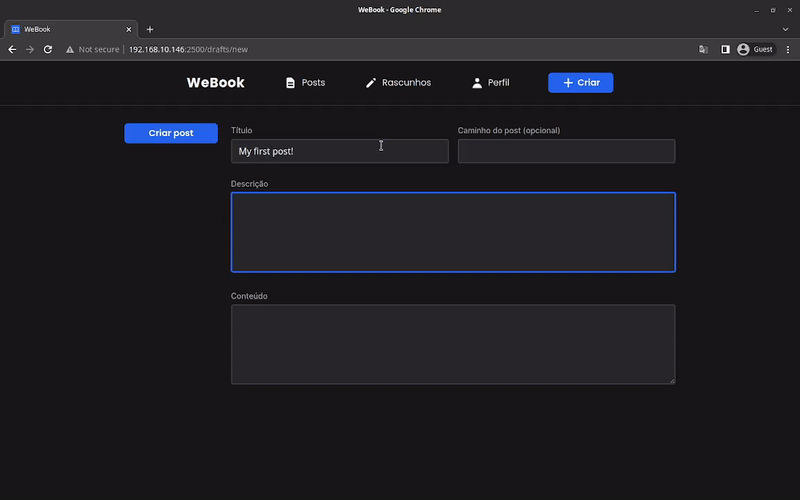 WeBook - Google Chrome
WeBook
Not secure
192.168.10.146:2500/drafts/new
Guest
WeBook
Posts
Rascunhos
Perfil
Criar
Criar post
Título
Caminho do post (opcional)
My first post!
Descrição
Conteúdo